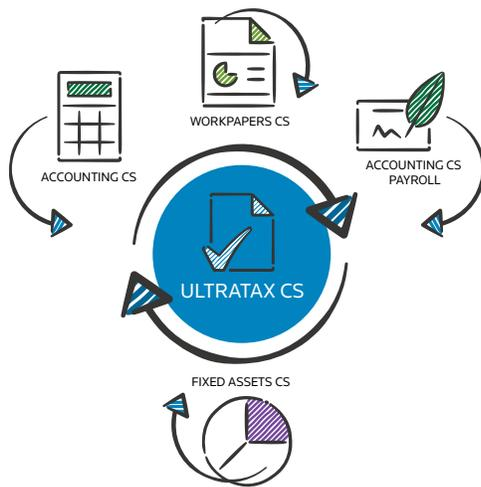 WORKPAPERS CS
ACCOUNTING CS
ACCOUNTING CS
PAYROLL
ULTRATAX CS
FIXED ASSETS CS